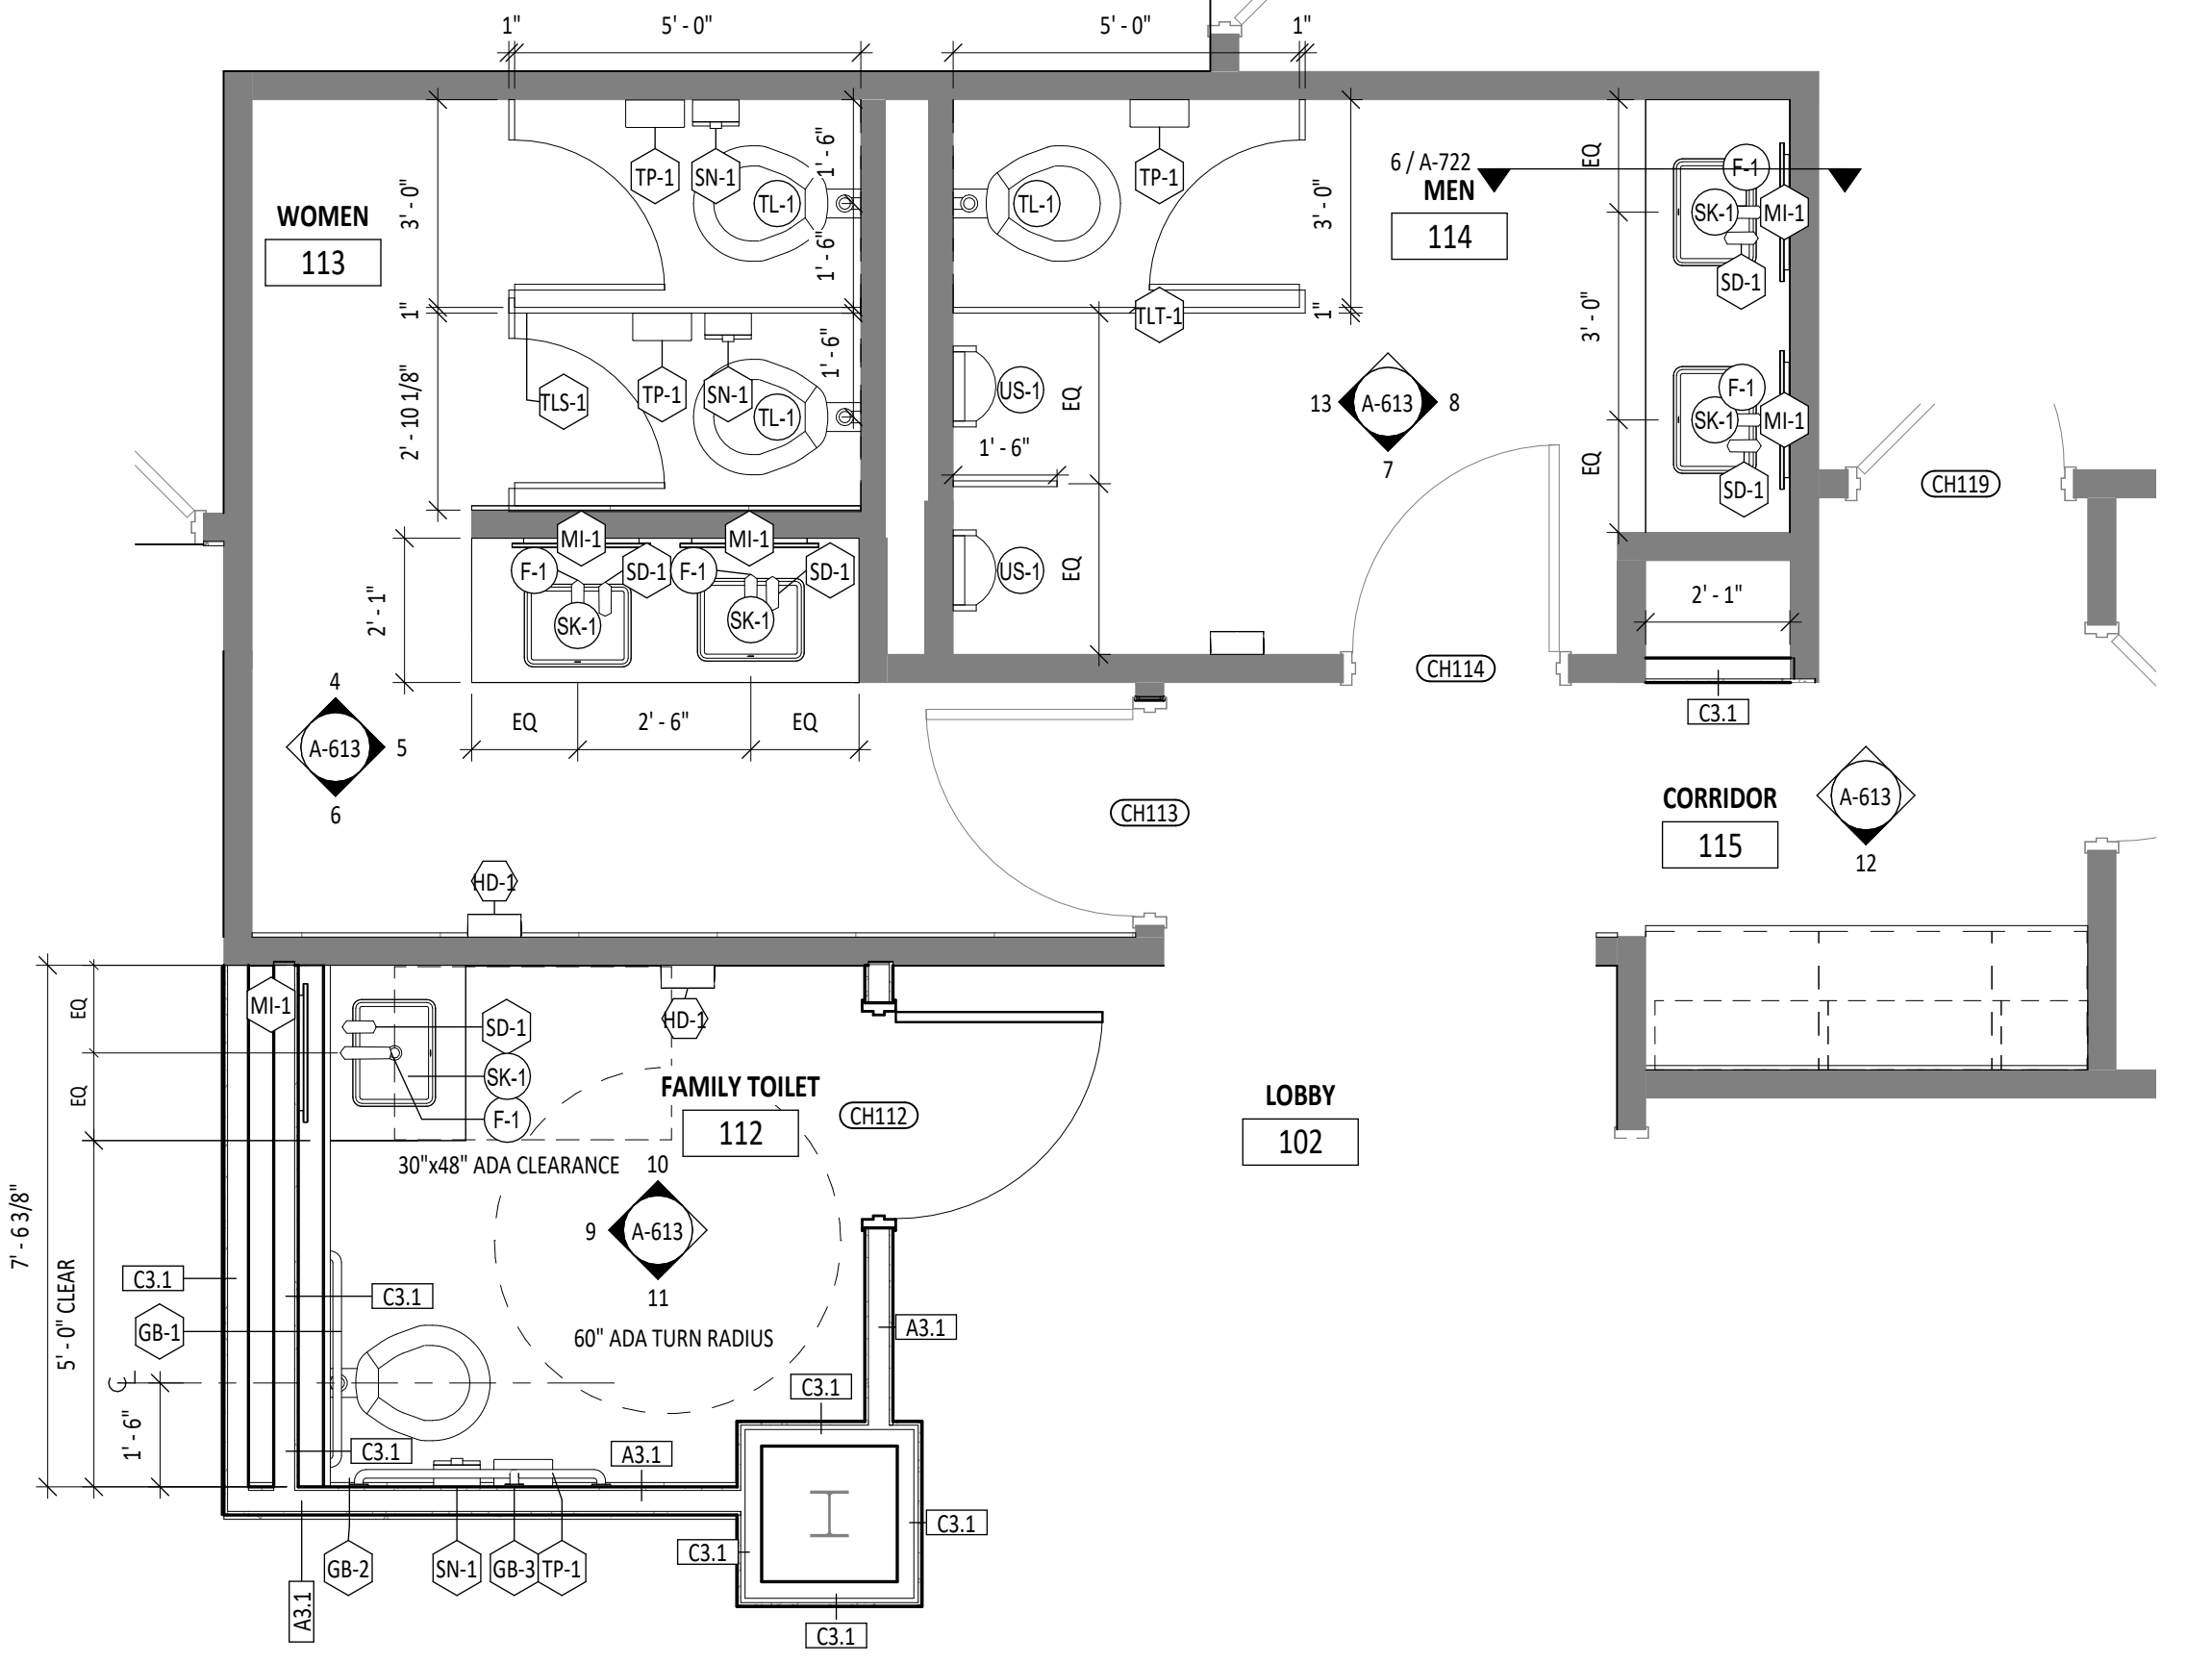 1"
5' - 0"
5' - 0"
1"
6 / A-722
MEN
114
WOMEN
113
3' - 0"
1"
2' - 10 1/8"
TP-1
SN-1
TL-1
1' - 6"
1' - 6"
1' - 6"
TLS-1
TP-1
SN-1
TL-1
TL-1
TP-1
TLT-1
3' - 0"
1"
US-1
EQ
1' - 6"
US-1
EQ
13
A-613
8
7
EQ
3' - 0"
EQ
F-1
SK-1
MI-1
SD-1
F-1
SK-1
MI-1
SD-1
CH119
2' - 1"
C3.1
CH114
MI-1
MI-1
F-1
SD-1
F-1
SD-1
SK-1
SK-1
2' - 1"
EQ
2' - 6"
EQ
4
A-613
5
6
CH113
CORRIDOR
115
A-613
12
HD-1
MI-1
EQ
EQ
SD-1
SK-1
F-1
HD-1
FAMILY TOILET
112
CH112
LOBBY
102
30"x48" ADA CLEARANCE
10
9
A-613
11
60" ADA TURN RADIUS
7' - 6 3/8"
5' - 0" CLEAR
C3.1
C3.1
GB-1
CL
1' - 6"
C3.1
A3.1
A3.1
C3.1
C3.1
C3.1
C3.1
GB-2
SN-1
GB-3
TP-1
A3.1